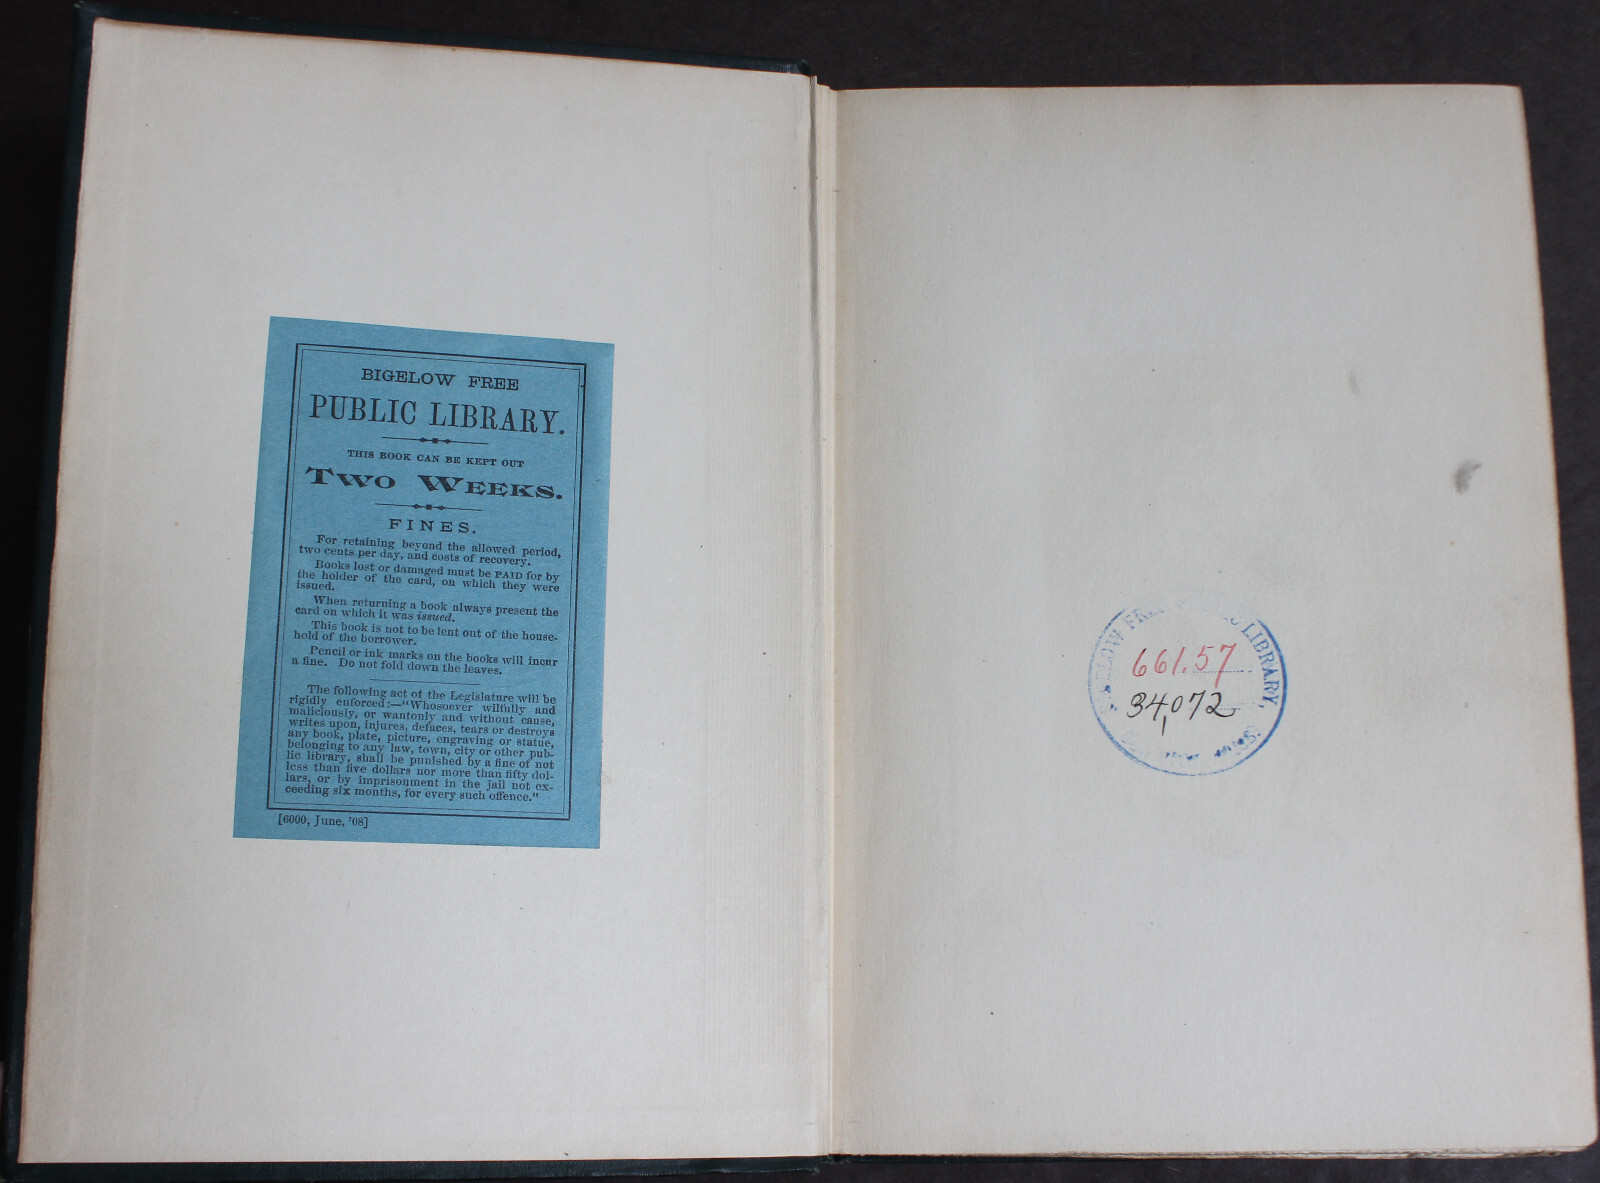 BIGELOW FREE
PUBLIC LIBRARY.
THIS BOOK CAN BE KEPT OUT
TWO WEEKS.
FINES.
For retaining beyond the allowed period,
two cents per day, and costs of recovery.
Books lost or damaged must be PAID for by
the holder of the card, on which they were
issued.
When returning a book always present the
card on which it was issued.
This book is not to be lent out of the house-
hold of the borrower.
Pencil or ink marks on the books will incur
a fine. Do not fold down the leaves.
The following act of the Legislature will be
rigidly enforced:—"Whosoever wilfully and
maliciously, or wantonly and without cause,
writes upon, injures, defaces, tears or destroys
any book, plate, picture, engraving or statue,
belonging to any law, town, city or other pub-
lic library, shall be punished by a fine of not
less than five dollars nor more than fifty dol-
lars, or by imprisonment in the jail not ex-
ceeding six months, for every such offence."
[6000, June, '08]
BIGELOW FREE LIBRARY,
661.57
34,072